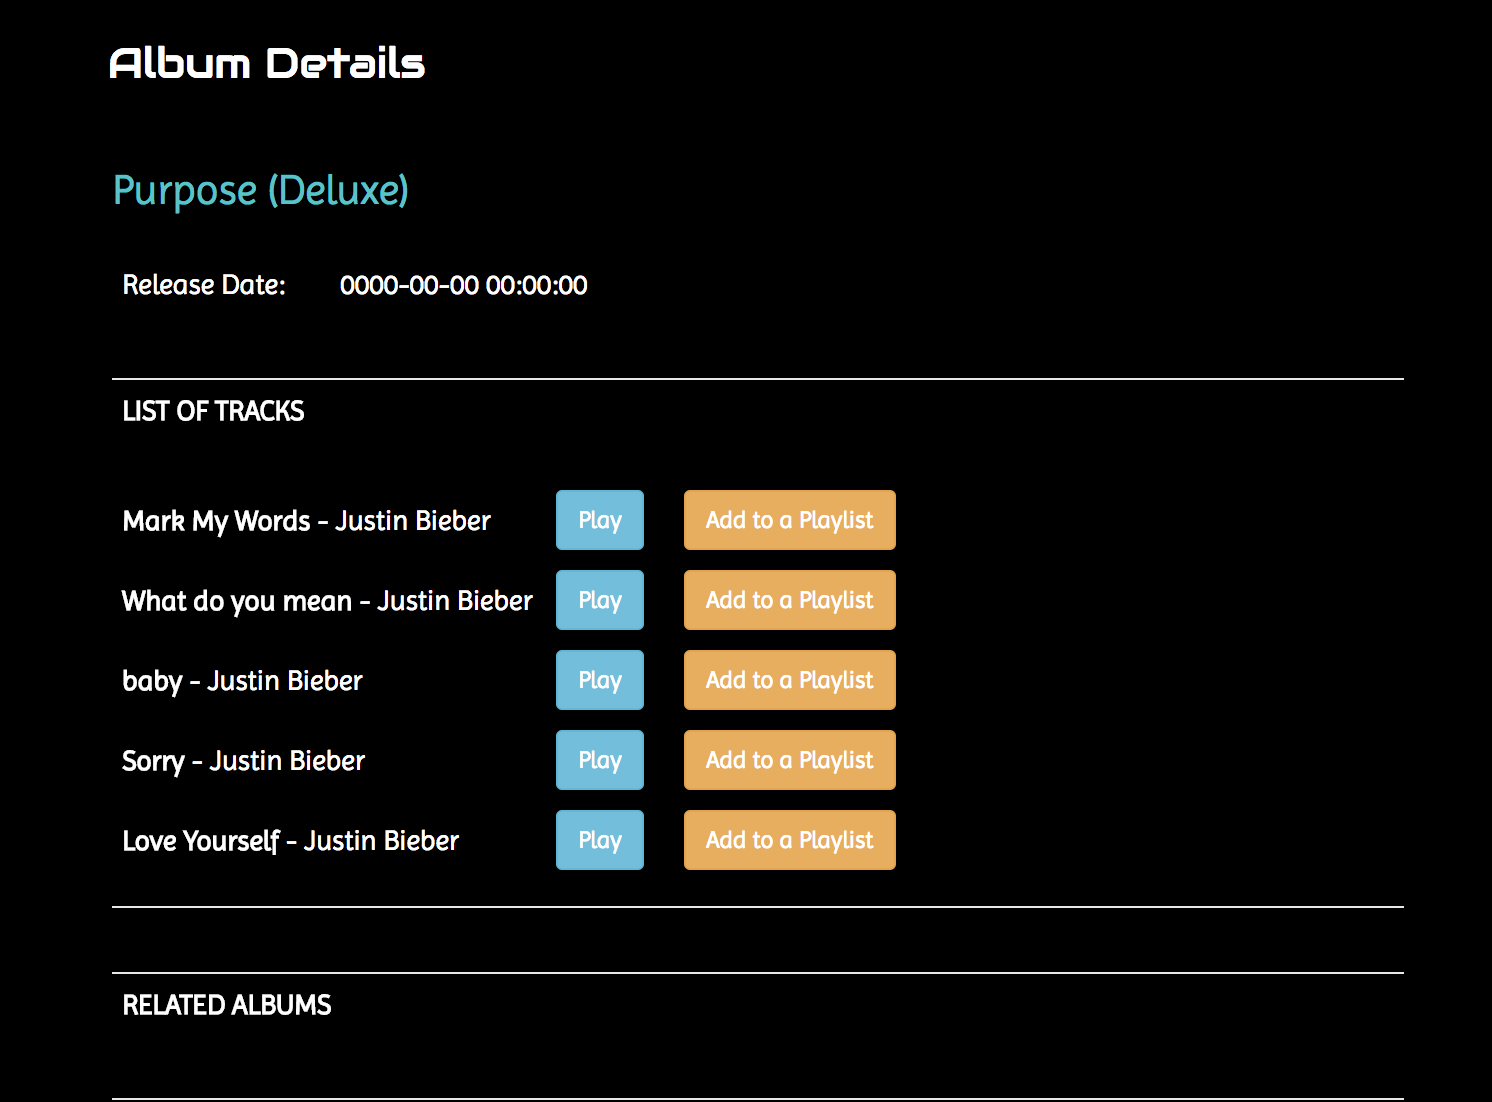 Album Details
Purpose (Deluxe)
Release Date: 0000-00-00 00:00:00
LIST OF TRACKS
Mark My Words - Justin Bieber Play Add to a Playlist
What do you mean - Justin Bieber Play Add to a Playlist
baby - Justin Bieber Play Add to a Playlist
Sorry - Justin Bieber Play Add to a Playlist
Love Yourself - Justin Bieber Play Add to a Playlist
RELATED ALBUMS